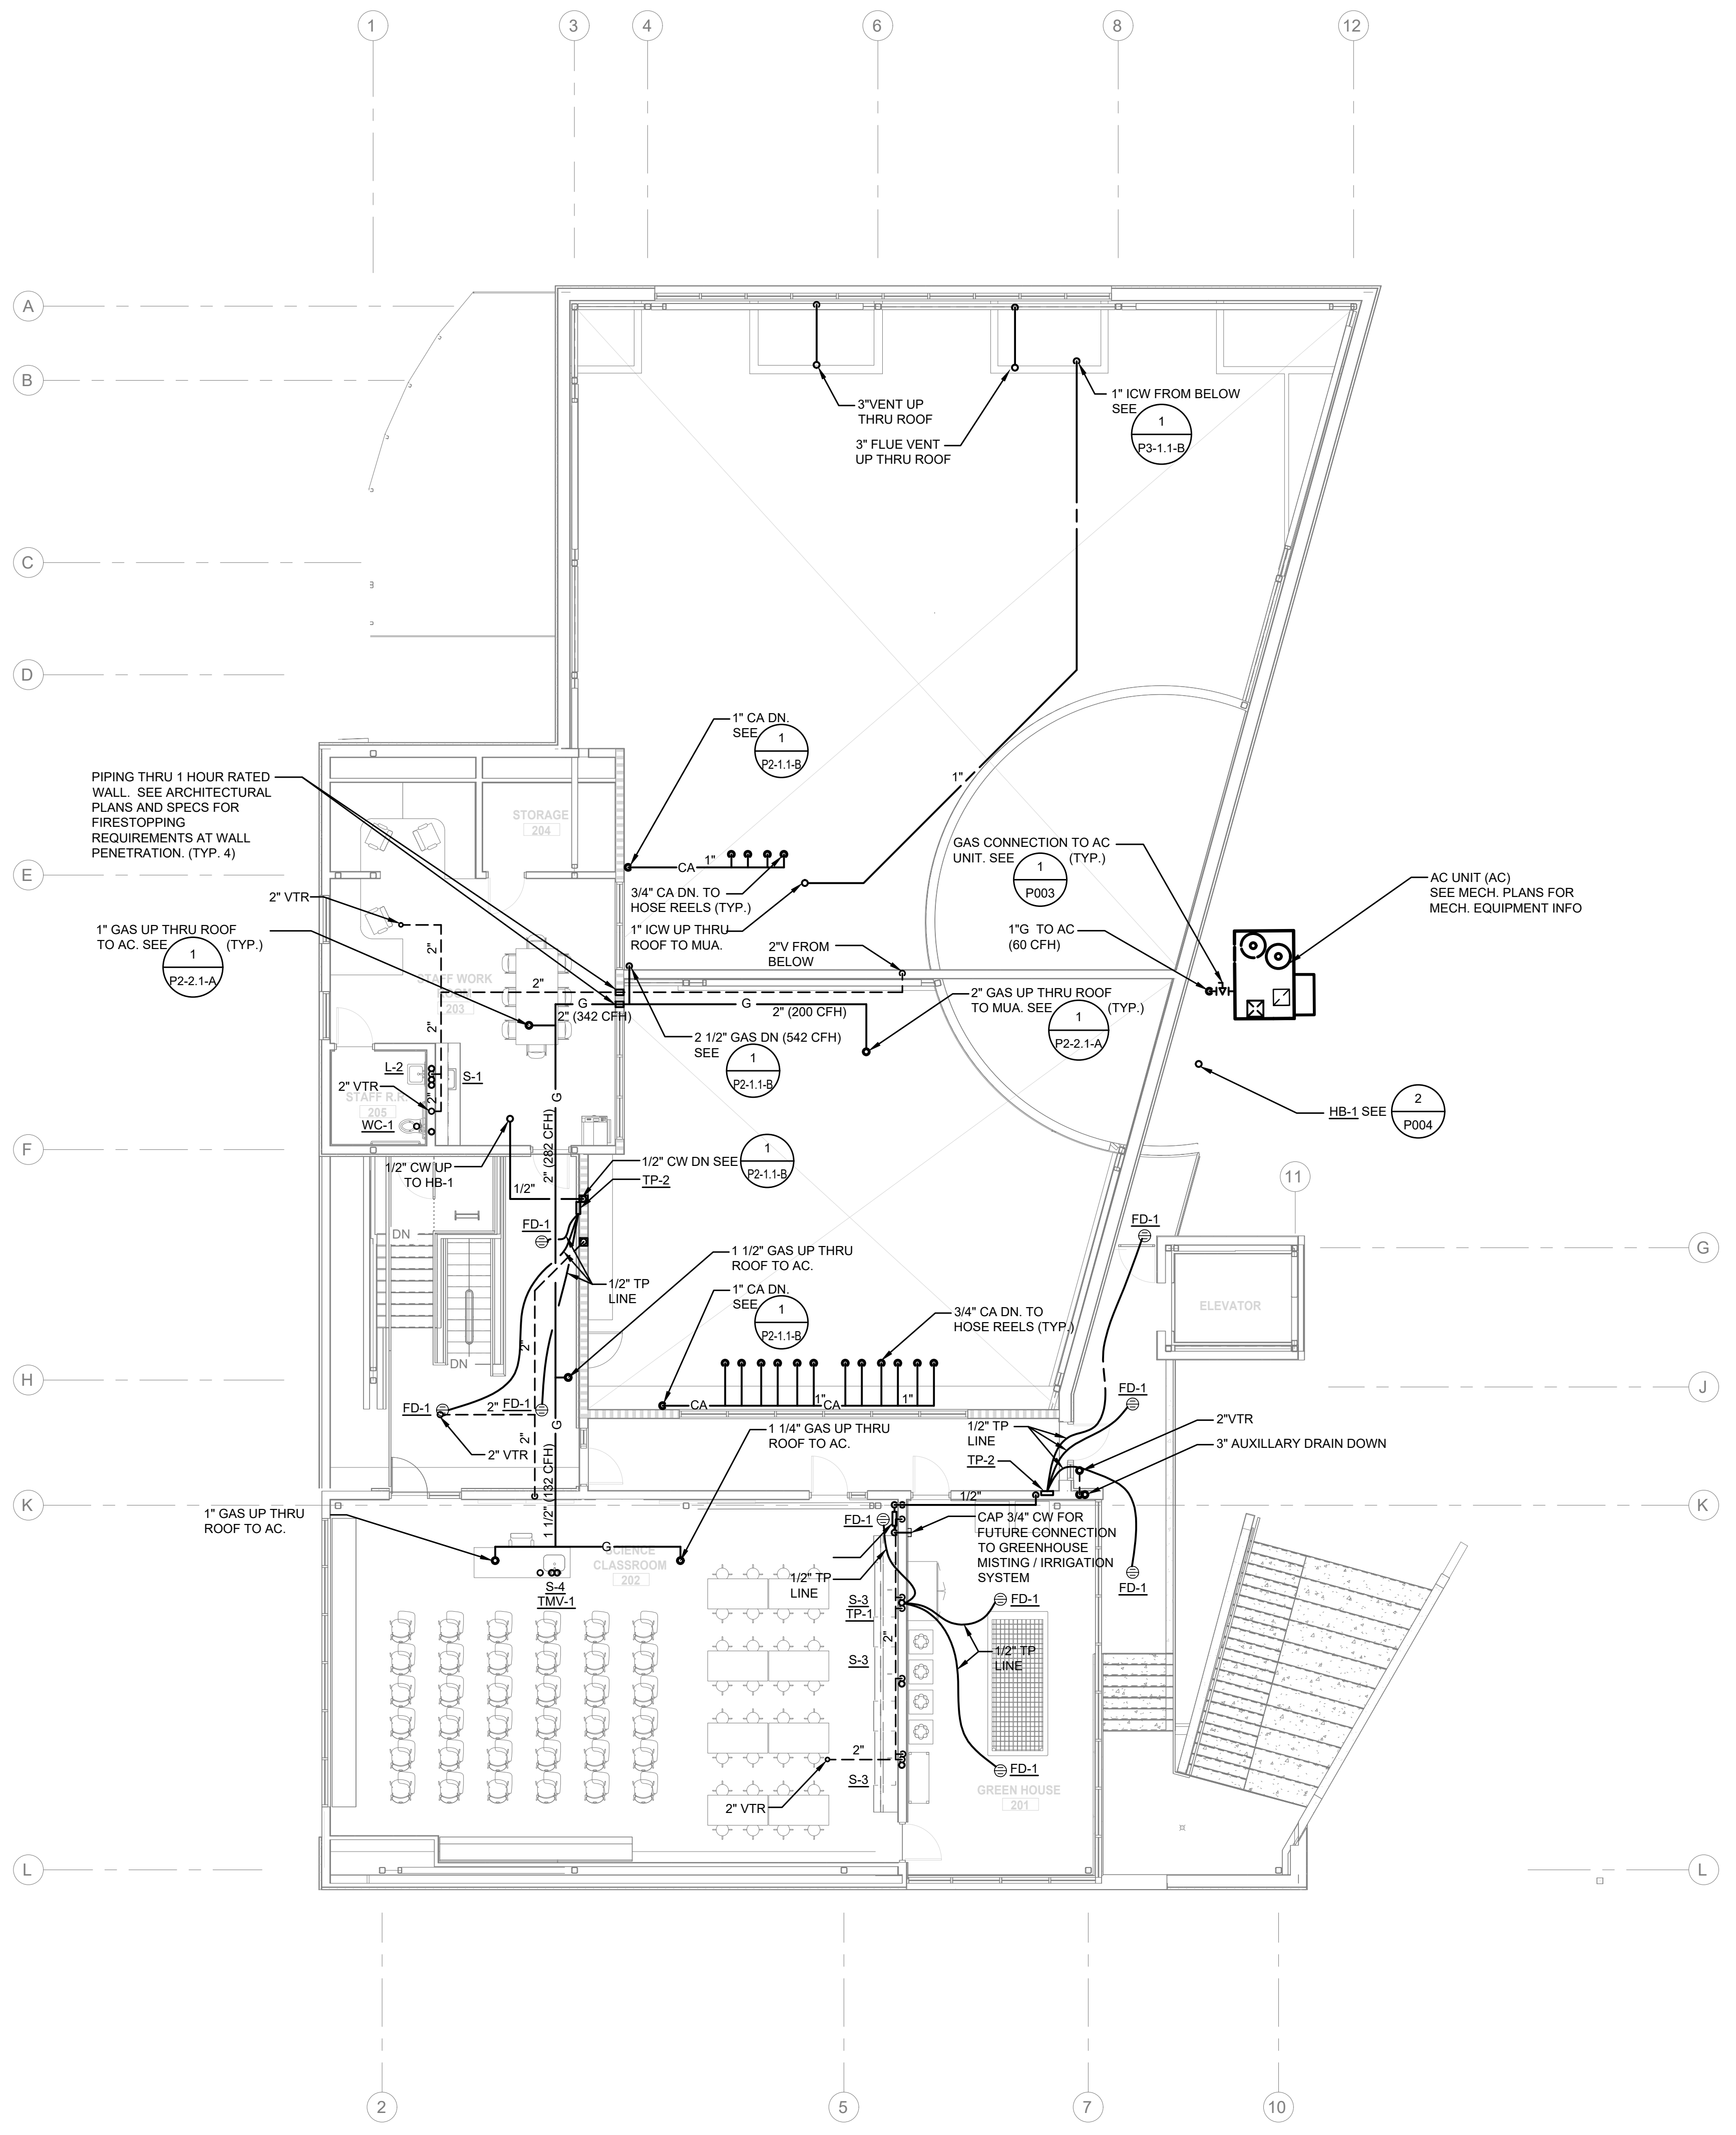 1
3
4
6
8
12
A
B
3"VENT UP
THRU ROOF
3" FLUE VENT
UP THRU ROOF
1" ICW FROM BELOW
SEE
1
P3-1.1-B
C
D
1" CA DN.
SEE
1
P2-1.1-B
PIPING THRU 1 HOUR RATED
WALL. SEE ARCHITECTURAL
PLANS AND SPECS FOR
FIRESTOPPING
REQUIREMENTS AT WALL
PENETRATION. (TYP. 4)
STORAGE
204
1"
E
CA
1"
3/4" CA DN. TO
HOSE REELS (TYP.)
1" ICW UP THRU
ROOF TO MUA.
GAS CONNECTION TO AC
UNIT. SEE
(TYP.)
1
P003
AC UNIT (AC)
SEE MECH. PLANS FOR
MECH. EQUIPMENT INFO
2" VTR
1" GAS UP THRU ROOF
TO AC. SEE
(TYP.)
1
P2-2.1-A
2"
STAFF WORK
203
2"
2"
2"V FROM
BELOW
1"G TO AC
(60 CFH)
G
2" (342 CFH)
G
2" (200 CFH)
2" GAS UP THRU ROOF
TO MUA. SEE
(TYP.)
1
P2-2.1-A
2 1/2" GAS DN (542 CFH)
SEE
1
P2-1.1-B
L-2
S-1
2" VTR
2"
STAFF R.R.
205
WC-1
G
2" (282 CFH)
HB-1 SEE
2
P004
F
1/2" CW UP
TO HB-1
1/2"
1/2" CW DN SEE
1
P2-1.1-B
TP-2
11
DN
FD-1
FD-1
G
1/2" TP
LINE
1 1/2" GAS UP THRU
ROOF TO AC.
1" CA DN.
SEE
1
P2-1.1-B
3/4" CA DN. TO
HOSE REELS (TYP.)
ELEVATOR
2"
DN
H
J
FD-1
2"
FD-1
2"
G
CA
1"
CA
1"
FD-1
2" VTR
1 1/4" GAS UP THRU
ROOF TO AC.
1/2" TP
LINE
TP-2
2"VTR
3" AUXILLARY DRAIN DOWN
K
K
1" GAS UP THRU
ROOF TO AC.
1 1/2" (132 CFH)
G
SCIENCE
CLASSROOM
202
FD-1
1/2"
CAP 3/4" CW FOR
FUTURE CONNECTION
TO GREENHOUSE
MISTING / IRRIGATION
SYSTEM
1/2" TP
LINE
S-4
TMV-1
S-3
TP-1
FD-1
FD-1
2"
S-3
1/2" TP
LINE
2"
S-3
2" VTR
FD-1
GREEN HOUSE
201
L
L
2
5
7
10